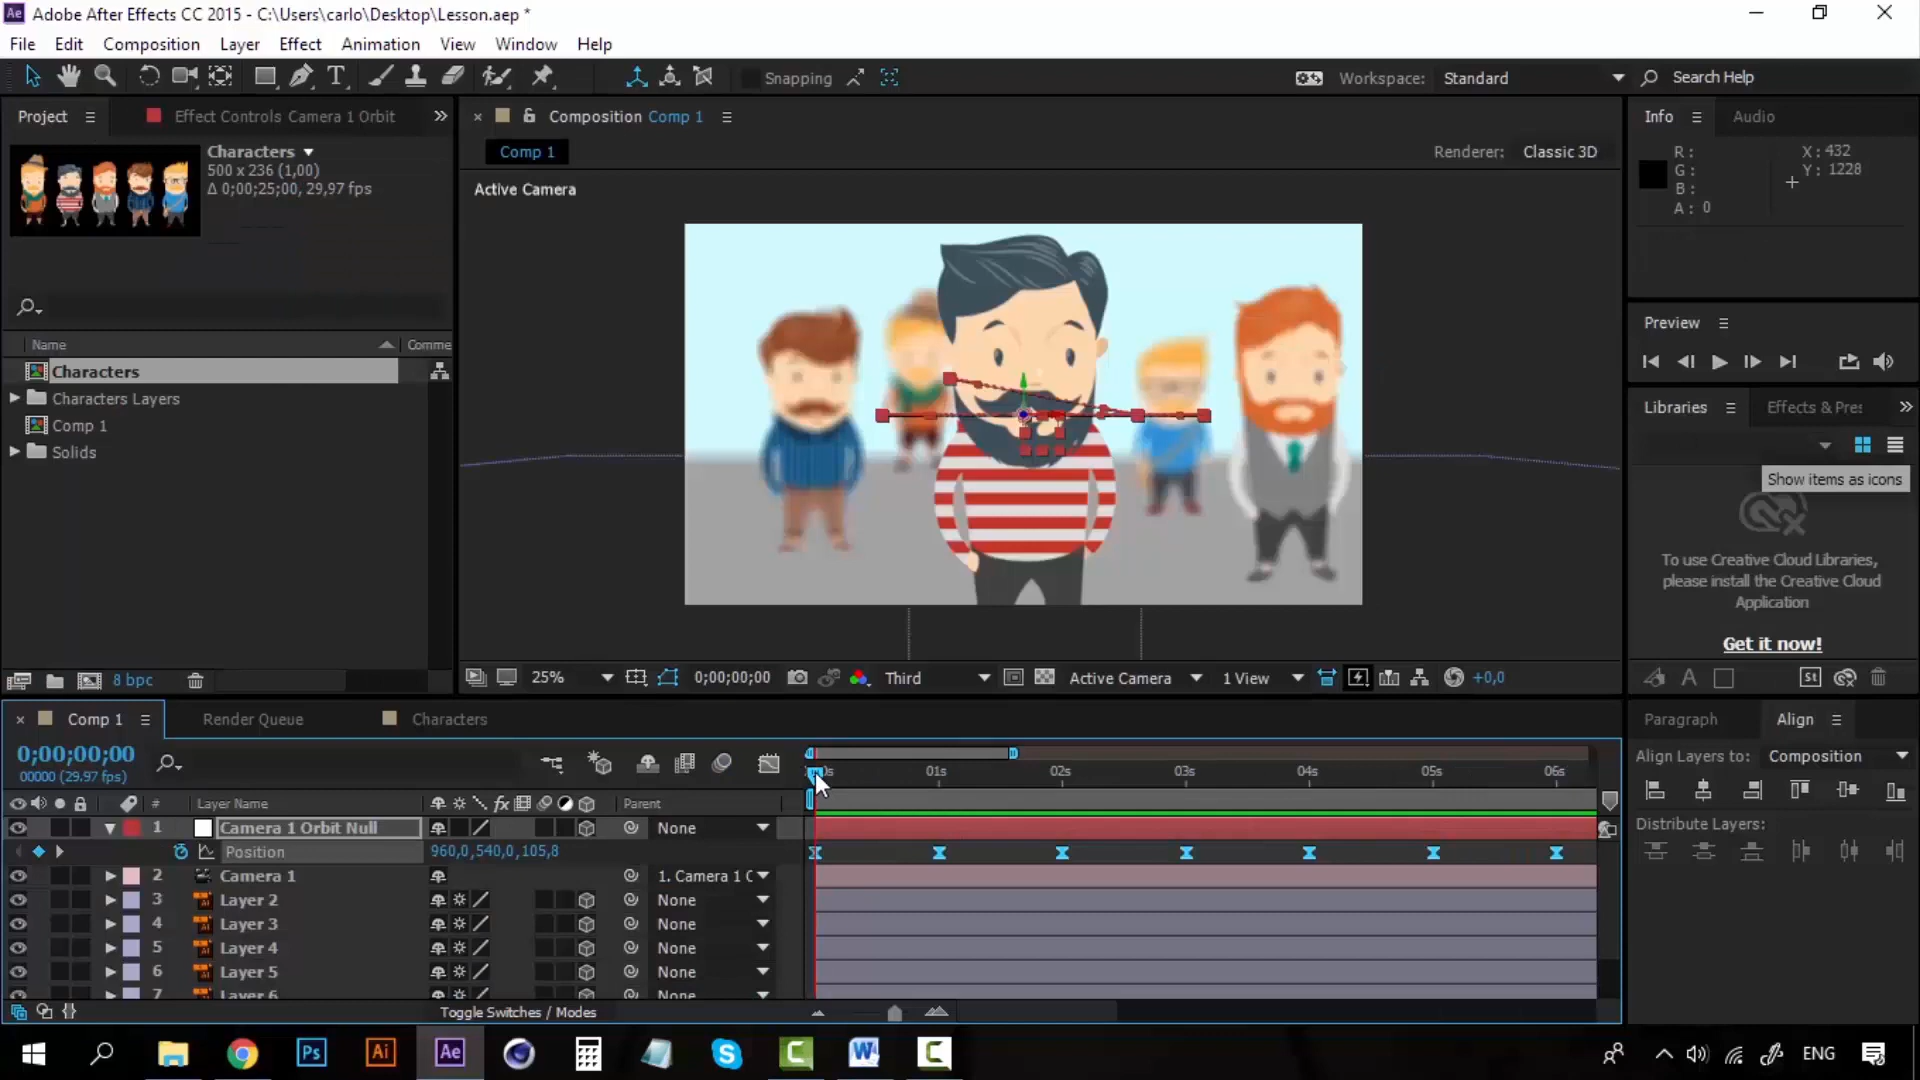 Ae Adobe After Effects CC 2015 - C:\Users\carlo\Desktop\Lesson.aep *
File Edit Composition Layer Effect Animation View Window Help
Snapping
Workspace: Standard
Search Help
Project
Effect Controls Camera 1 Orbit
Characters
500 x 236 (1,00)
Δ 0;00;25;00, 29,97 fps
Name Comme
Characters
Characters Layers
Comp 1
Solids
8 bpc
Composition Comp 1
Comp 1
Renderer: Classic 3D
Active Camera
25% 0;00;00;00 Third Active Camera 1 View +0,0
Info Audio
R: X: 432
G: Y: 1228
B:
A: 0
Preview
Libraries Effects & Pres
Show items as icons
To use Creative Cloud Libraries,
please install the Creative Cloud
Application
Get it now!
St
Comp 1 Render Queue Characters
0;00;00;00
00000 (29.97 fps)
01s 02s 03s 04s 05s 06s
# Layer Name fx Parent
1 Camera 1 Orbit Null None
Position 960,0,540,0,105,8
2 Camera 1 1. Camera 1 C
3 Layer 2 None
4 Layer 3 None
5 Layer 4 None
6 Layer 5 None
7 Layer 6 None
Toggle Switches / Modes
Paragraph Align
Align Layers to: Composition
Distribute Layers:
Ps Ai Ae ENG